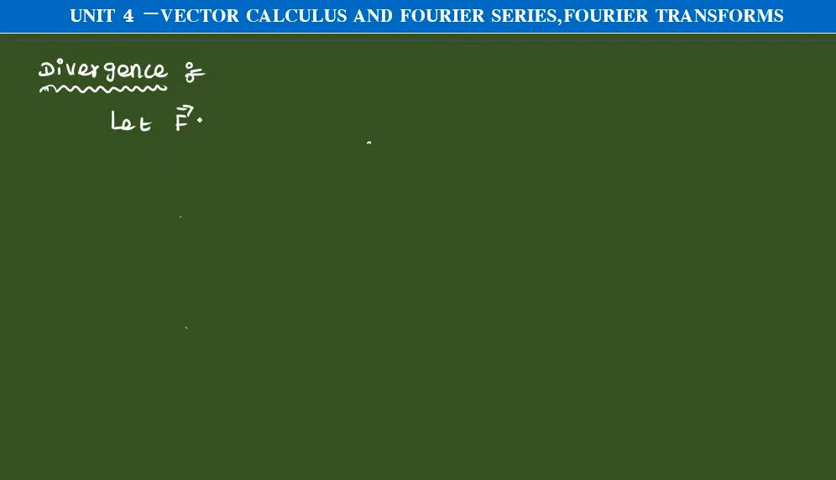 UNIT 4 —VECTOR CALCULUS AND FOURIER SERIES,FOURIER TRANSFORMS
Divergence
Let F⃗